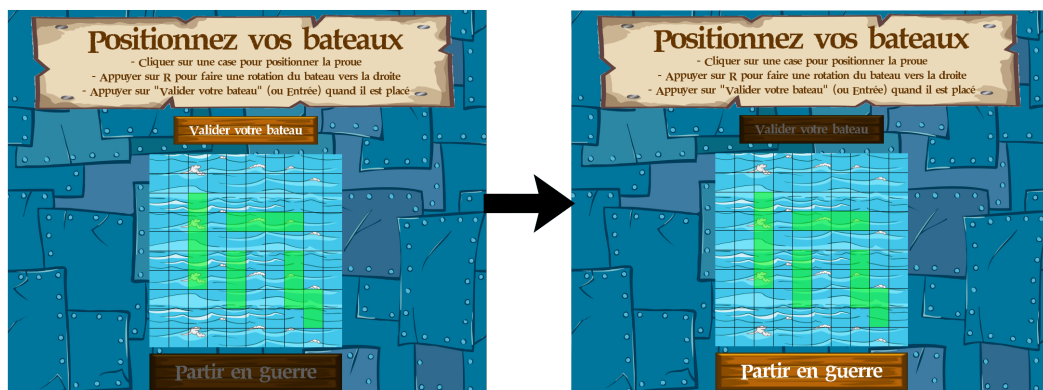 Positionnez vos bateaux
- Cliquer sur une case pour positionner la proue
- Appuyer sur R pour faire une rotation du bateau vers la droite
- Appuyer sur "Valider votre bateau" (ou Entrée) quand il est placé
Valider votre bateau
Partir en guerre
Positionnez vos bateaux
- Cliquer sur une case pour positionner la proue
- Appuyer sur R pour faire une rotation du bateau vers la droite
- Appuyer sur "Valider votre bateau" (ou Entrée) quand il est placé
Valider votre bateau
Partir en guerre